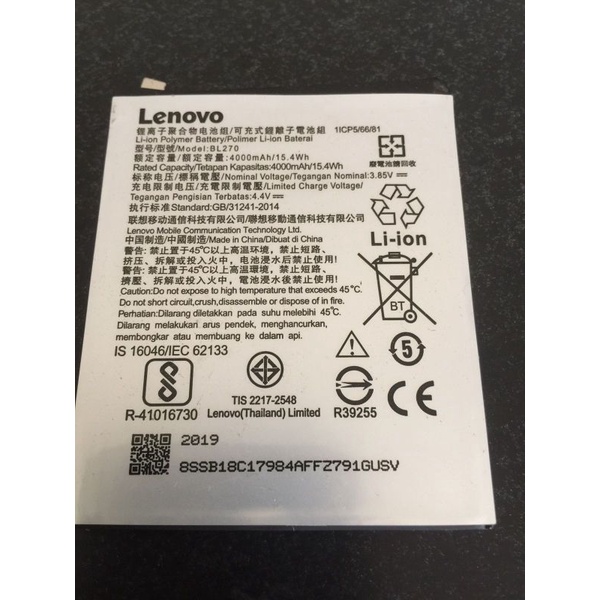 Lenovo
锂离子聚合物电池组/可充式鋰離子電池組 1ICP5/66/81
Li-ion Polymer Battery/Polimer Li-ion Baterai
型号/型號/Model: BL270
额定容量/額定容量:4000mAh/15.4Wh
Rated Capacity/Tetapan Kapasitas:4000mAh/15.4Wh
标称电压/標稱電壓/Nominal Voltage/Tegangan Nominal:3.85V
充电限制电压/充電限制電壓/Limited Charge Voltage/
Tegangan Pengisian Terbatas:4.4V
执行标准/Standard:GB/31241-2014
廢電池請回收
联想移动通信科技有限公司/聯想移動通信科技有限公司
Lenovo Mobile Communication Technology Ltd.
中国制造/中國製造/Made in China/Dibuat di China
Li-ion
警告: 禁止置于45℃以上高温环境, 禁止短路、
挤压、拆解或投入火中, 电池浸水后禁止使用!
警告: 禁止置于45℃以上高溫環境, 禁止短路、
擠壓、拆解或投入火中, 電池浸水後禁止使用!
Caution:Do not expose to high temperature that exceeds 45℃.
Do not short circuit,crush,disassemble or dispose of in fire.
Perhatian:Dilarang diletakkan pada suhu melebihi 45℃.
Dilarang melakukan arus pendek, menghancurkan,
membongkar atau membuang ke dalam api.
BT
IS 16046/IEC 62133
5
R-41016730
TIS 2217-2548
Lenovo(Thailand) Limited
R39255
CE
2019
8SSB18C17984AFFZ791GUSV